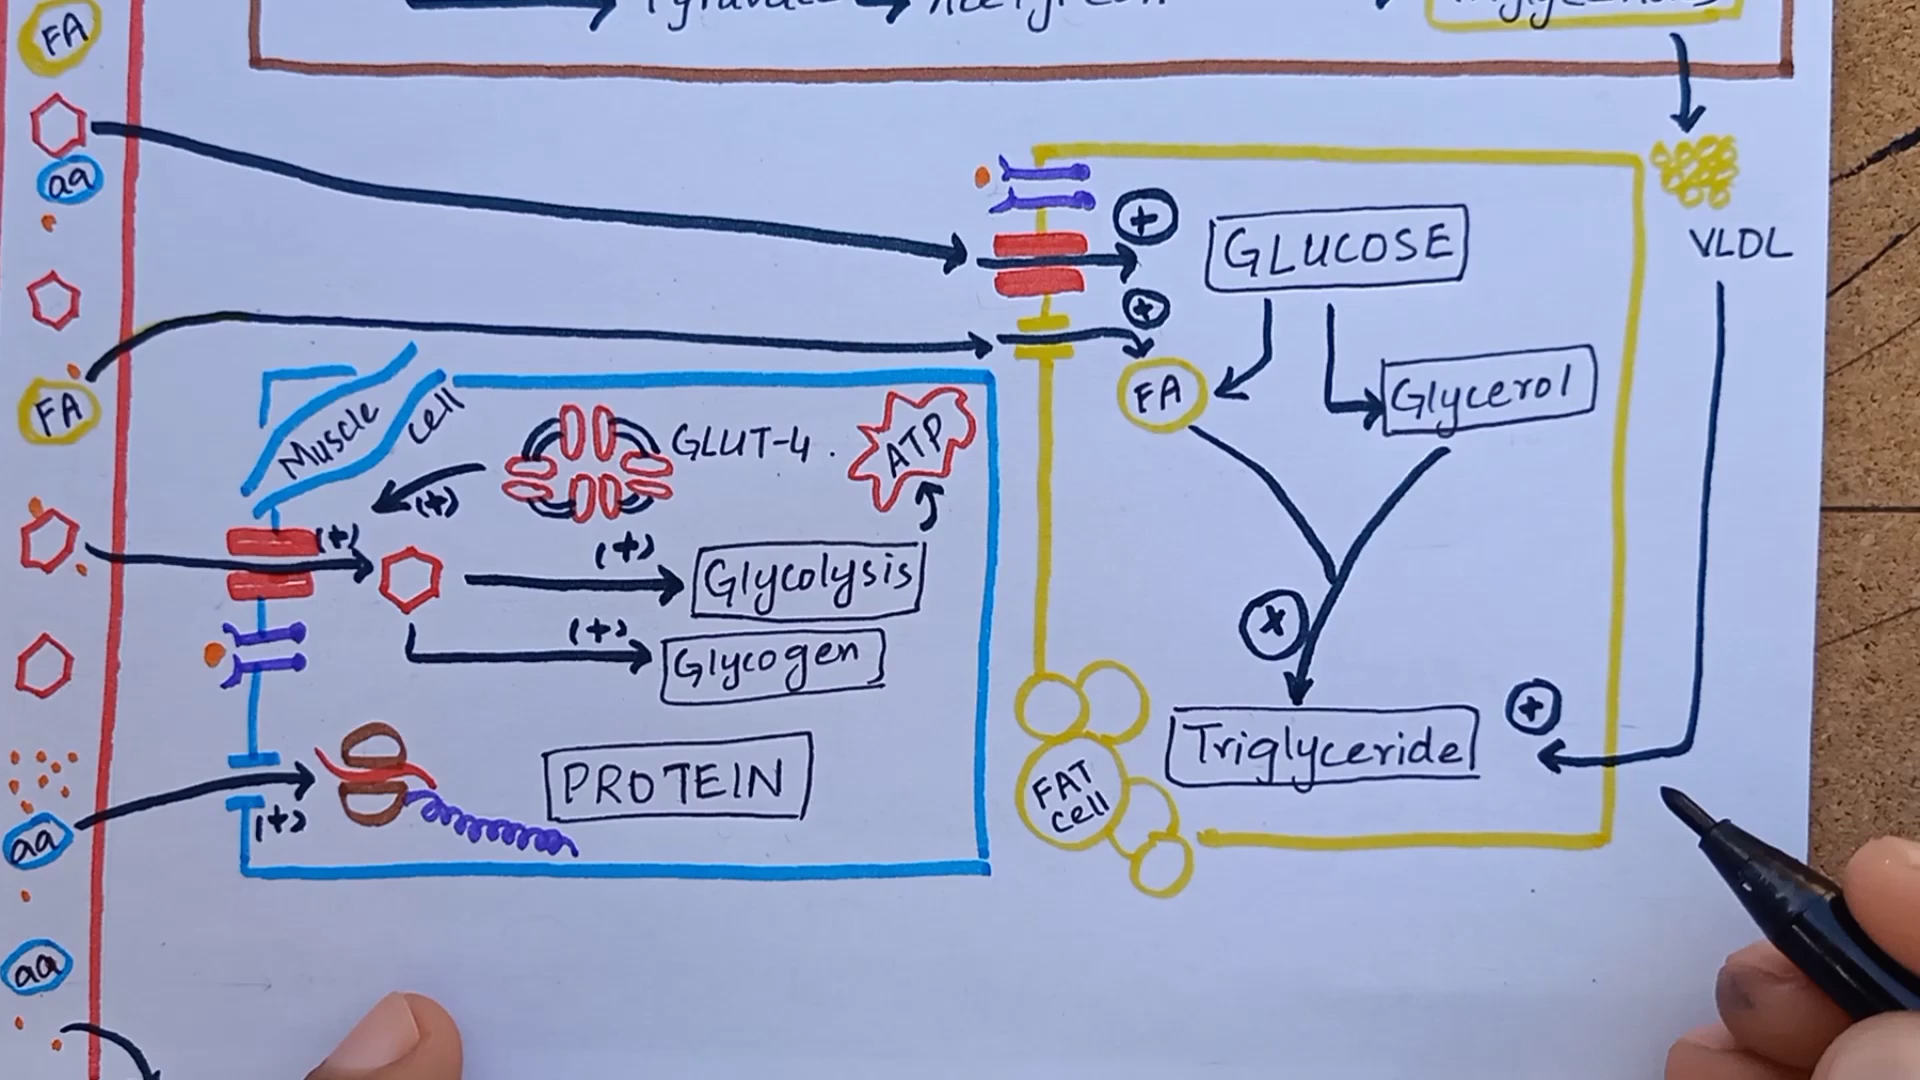 FA
aa
FA
aa
aa
VLDL
GLUCOSE
(+)
(+)
FA
Glycerol
(x)
Triglyceride
(+)
FAT
cell
Muscle cell
GLUT-4.
ATP
(+)
(+)
(+)
Glycolysis
(+)
Glycogen
(+)
PROTEIN